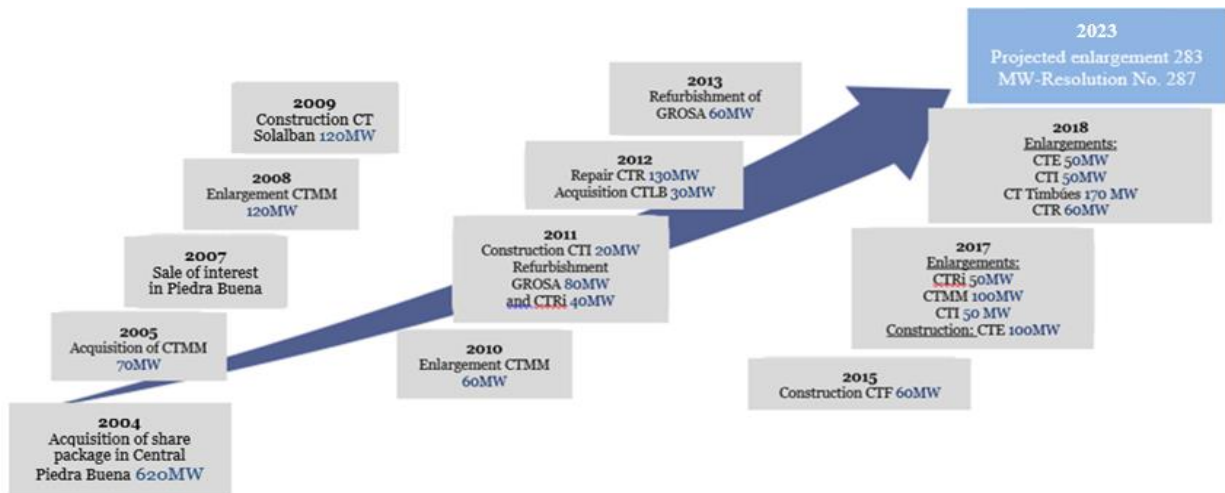 2023
Projected enlargement 283
MW-Resolution No. 287
2013
Refurbishment of
GROSA 60MW
2009
Construction CT
Solalban 120MW
2018
Enlargements:
CTE 50MW
CTI 50MW
CT Timbúes 170 MW
CTR 60MW
2012
Repair CTR 130MW
Acquisition CTLB 30MW
2008
Enlargement CTMM
120MW
2011
Construction CTI 20MW
Refurbishment
GROSA 80MW
and CTRi 40MW
2017
Enlargements:
CTRi 50MW
CTMM 100MW
CTI 50 MW
Construction: CTE 100MW
2007
Sale of interest
in Piedra Buena
2005
Acquisition of CTMM
70MW
2010
Enlargement CTMM
60MW
2015
Construction CTF 60MW
2004
Acquisition of share
package in Central
Piedra Buena 620MW